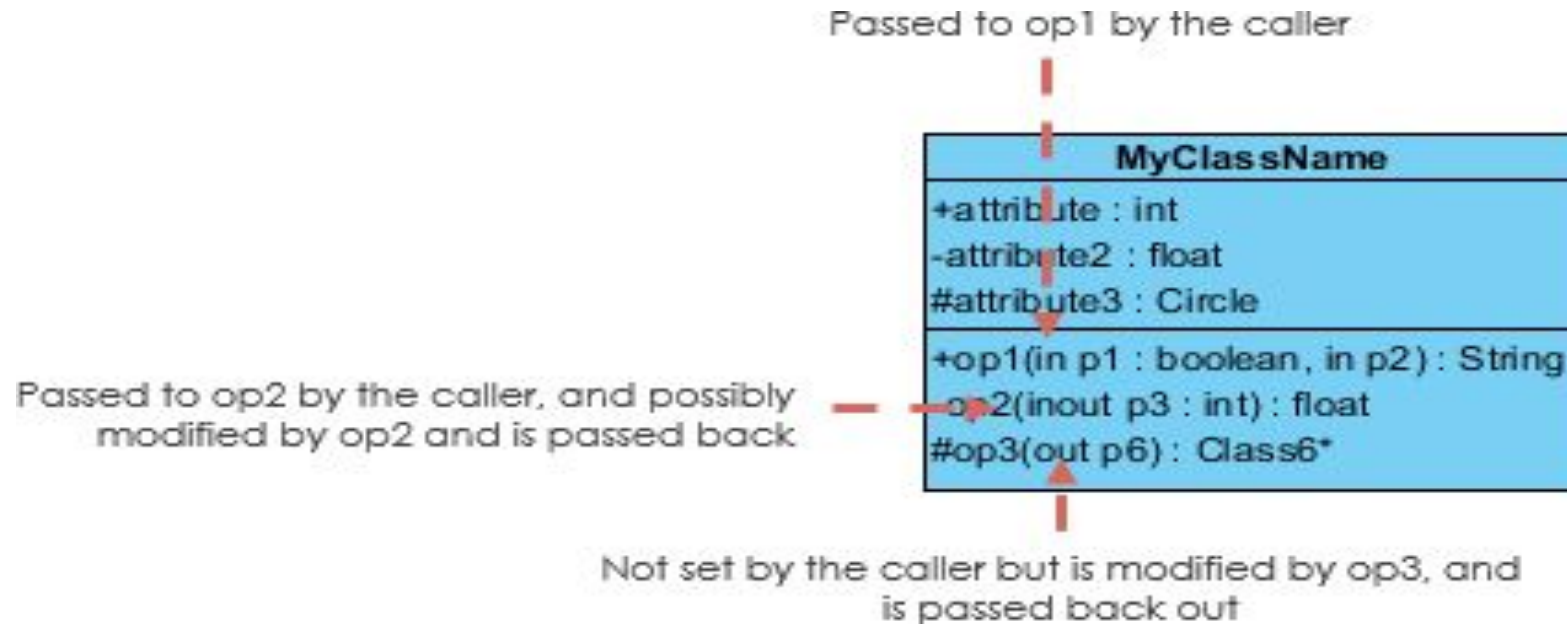 Passed to op1 by the caller
MyClassName
+attribute : int
-attribute2 : float
#attribute3 : Circle
+op1(in p1 : boolean, in p2) : String
op2(inout p3 : int) : float
#op3(out p6) : Class6*
Passed to op2 by the caller, and possibly
modified by op2 and is passed back
Not set by the caller but is modified by op3, and
is passed back out